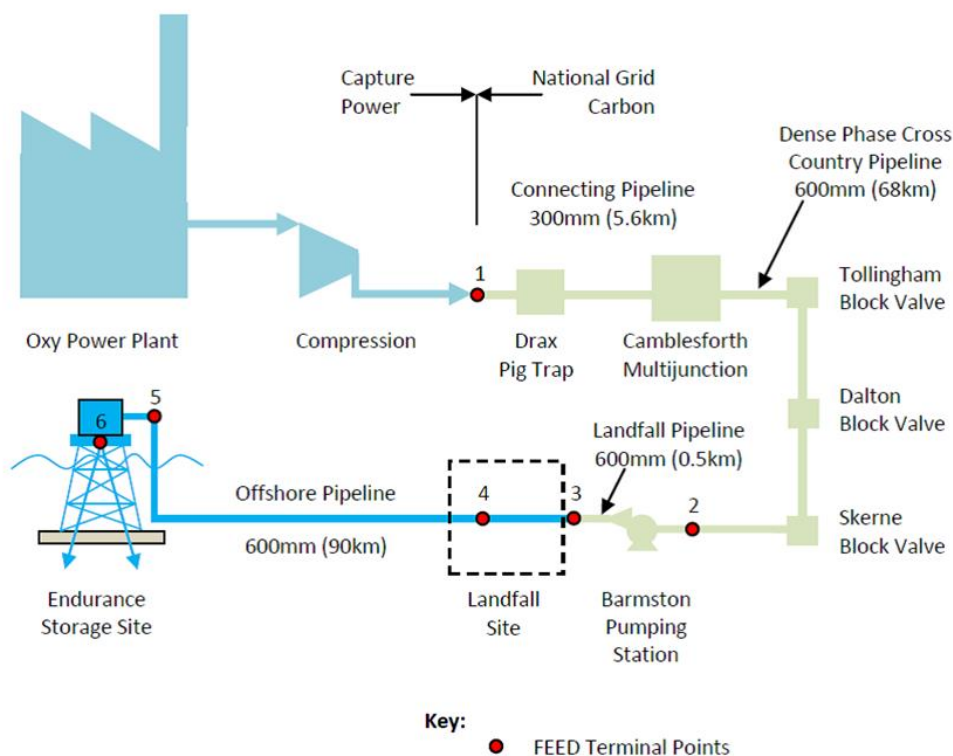 Capture
Power
National Grid
Carbon
Dense Phase Cross
Country Pipeline
600mm (68km)
Connecting Pipeline
300mm (5.6km)
1
Tollingham
Block Valve
Oxy Power Plant
Compression
Drax
Pig Trap
Camblesforth
Multijunction
Dalton
Block Valve
5
6
Landfall Pipeline
600mm (0.5km)
Offshore Pipeline
600mm (90km)
4
3
2
Skerne
Block Valve
Endurance
Storage Site
Landfall
Site
Barmston
Pumping
Station
Key:
FEED Terminal Points